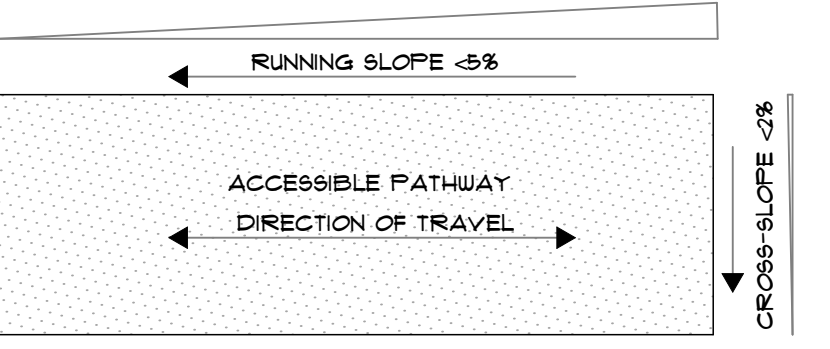 RUNNING SLOPE <5%
ACCESSIBLE PATHWAY
DIRECTION OF TRAVEL
CROSS-SLOPE <2%